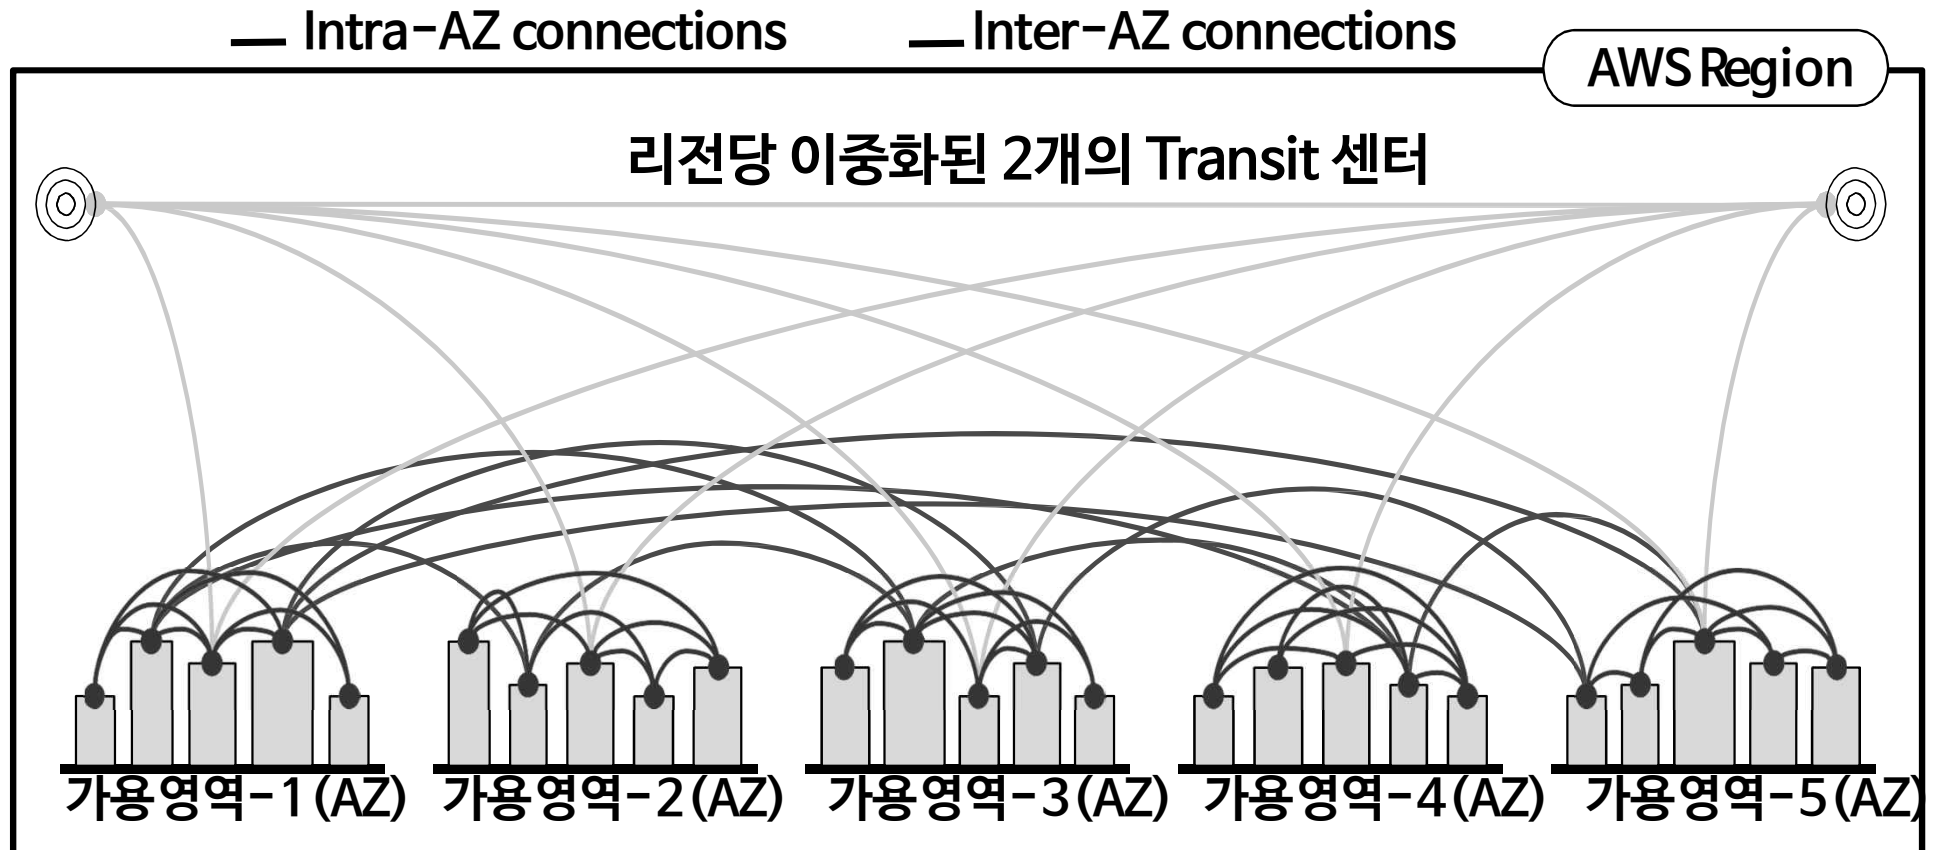 Intra-AZ connections
Inter-AZ connections
AWS Region
리전당 이중화된 2개의 Transit 센터
가용영역-1(AZ)
가용영역-2(AZ)
가용영역-3(AZ)
가용영역-4(AZ)
가용영역-5(AZ)